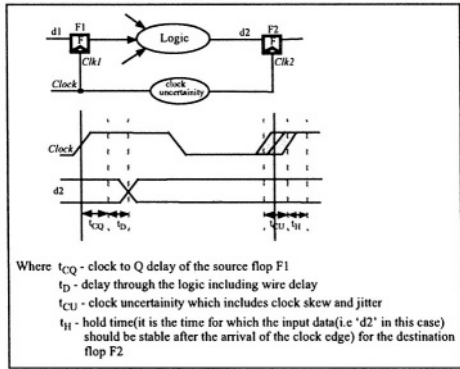 F1
F2
d1
F
Logic
d2
F
Clk1
Clk2
Clock
clock
uncertainity
Clock
d2
tCQ
tD
tCU
tH
Where tCQ - clock to Q delay of the source flop F1
tD - delay through the logic including wire delay
tCU - clock uncertainty which includes clock skew and jitter
tH - hold time(it is the time for which the input data(i.e 'd2' in this case)
should be stable after the arrival of the clock edge) for the destination
flop F2